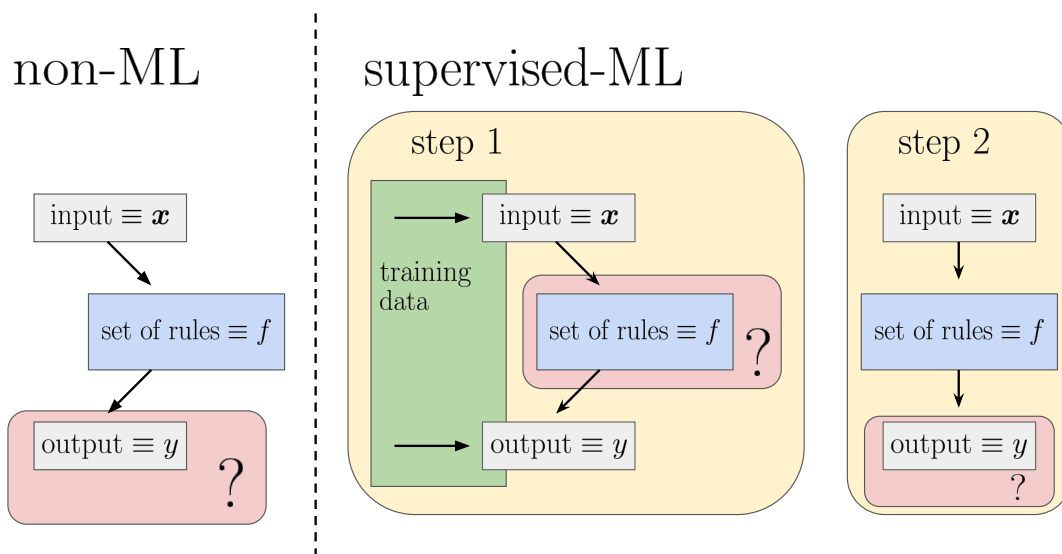 non-ML
input ≡ x
set of rules ≡ f
output ≡ y
?
supervised-ML
step 1
training
data
input ≡ x
set of rules ≡ f
?
output ≡ y
step 2
input ≡ x
set of rules ≡ f
output ≡ y
?